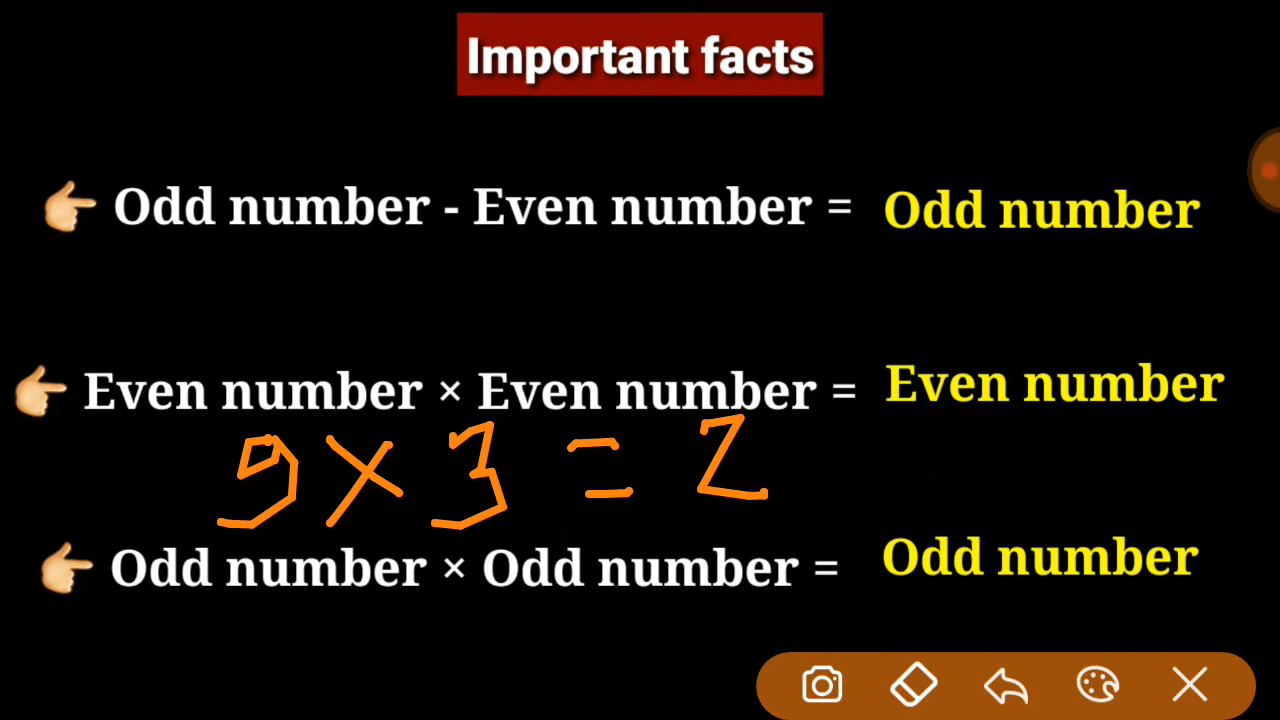 Important facts
👉 Odd number - Even number = Odd number
👉 Even number × Even number = Even number
9 × 3 = 2
👉 Odd number × Odd number = Odd number